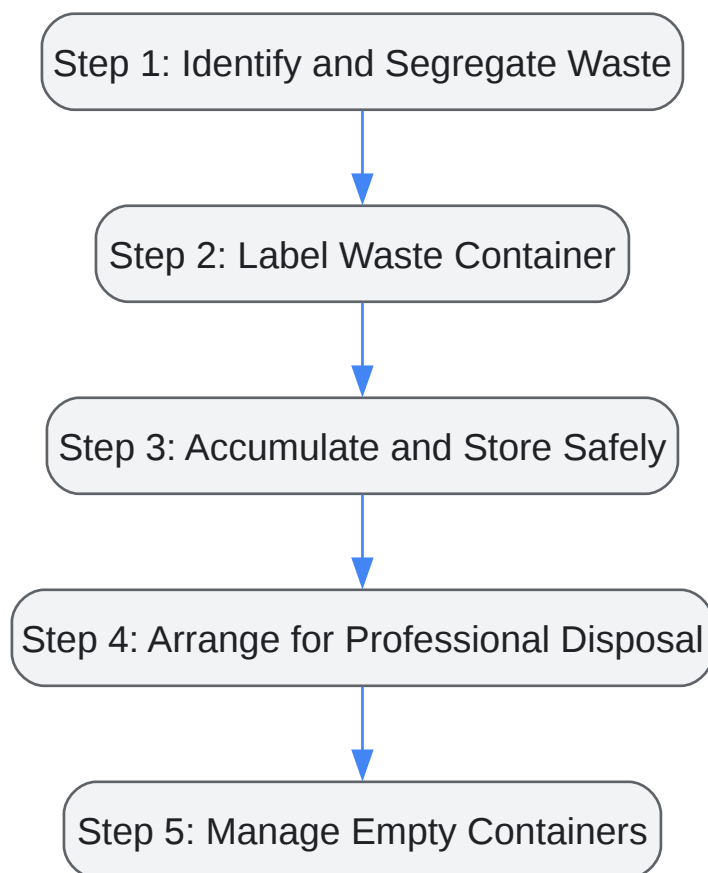 Step 1: Identify and Segregate Waste
Step 2: Label Waste Container
Step 3: Accumulate and Store Safely
Step 4: Arrange for Professional Disposal
Step 5: Manage Empty Containers